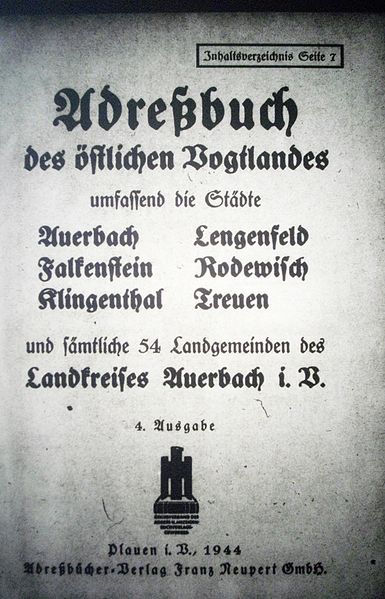 Inhaltsverzeichnis Seite 7
Adreßbuch
des östlichen Vogtlandes
umfassend die Städte
Auerbach Lengenfeld
Falkenstein Rodewisch
Klingenthal Treuen
und sämtliche 54 Landgemeinden des
Landkreises Auerbach i. V.
4. Ausgabe
Plauen i. V., 1944
Adreßbücher-Verlag Franz Neupert GmbH.